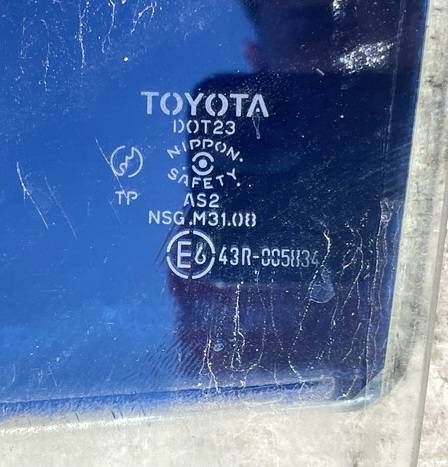 TOYOTA
DOT23
NIPPON.
SAFETY.
TP
AS2
NSG.M31.08
E6 43R-005834